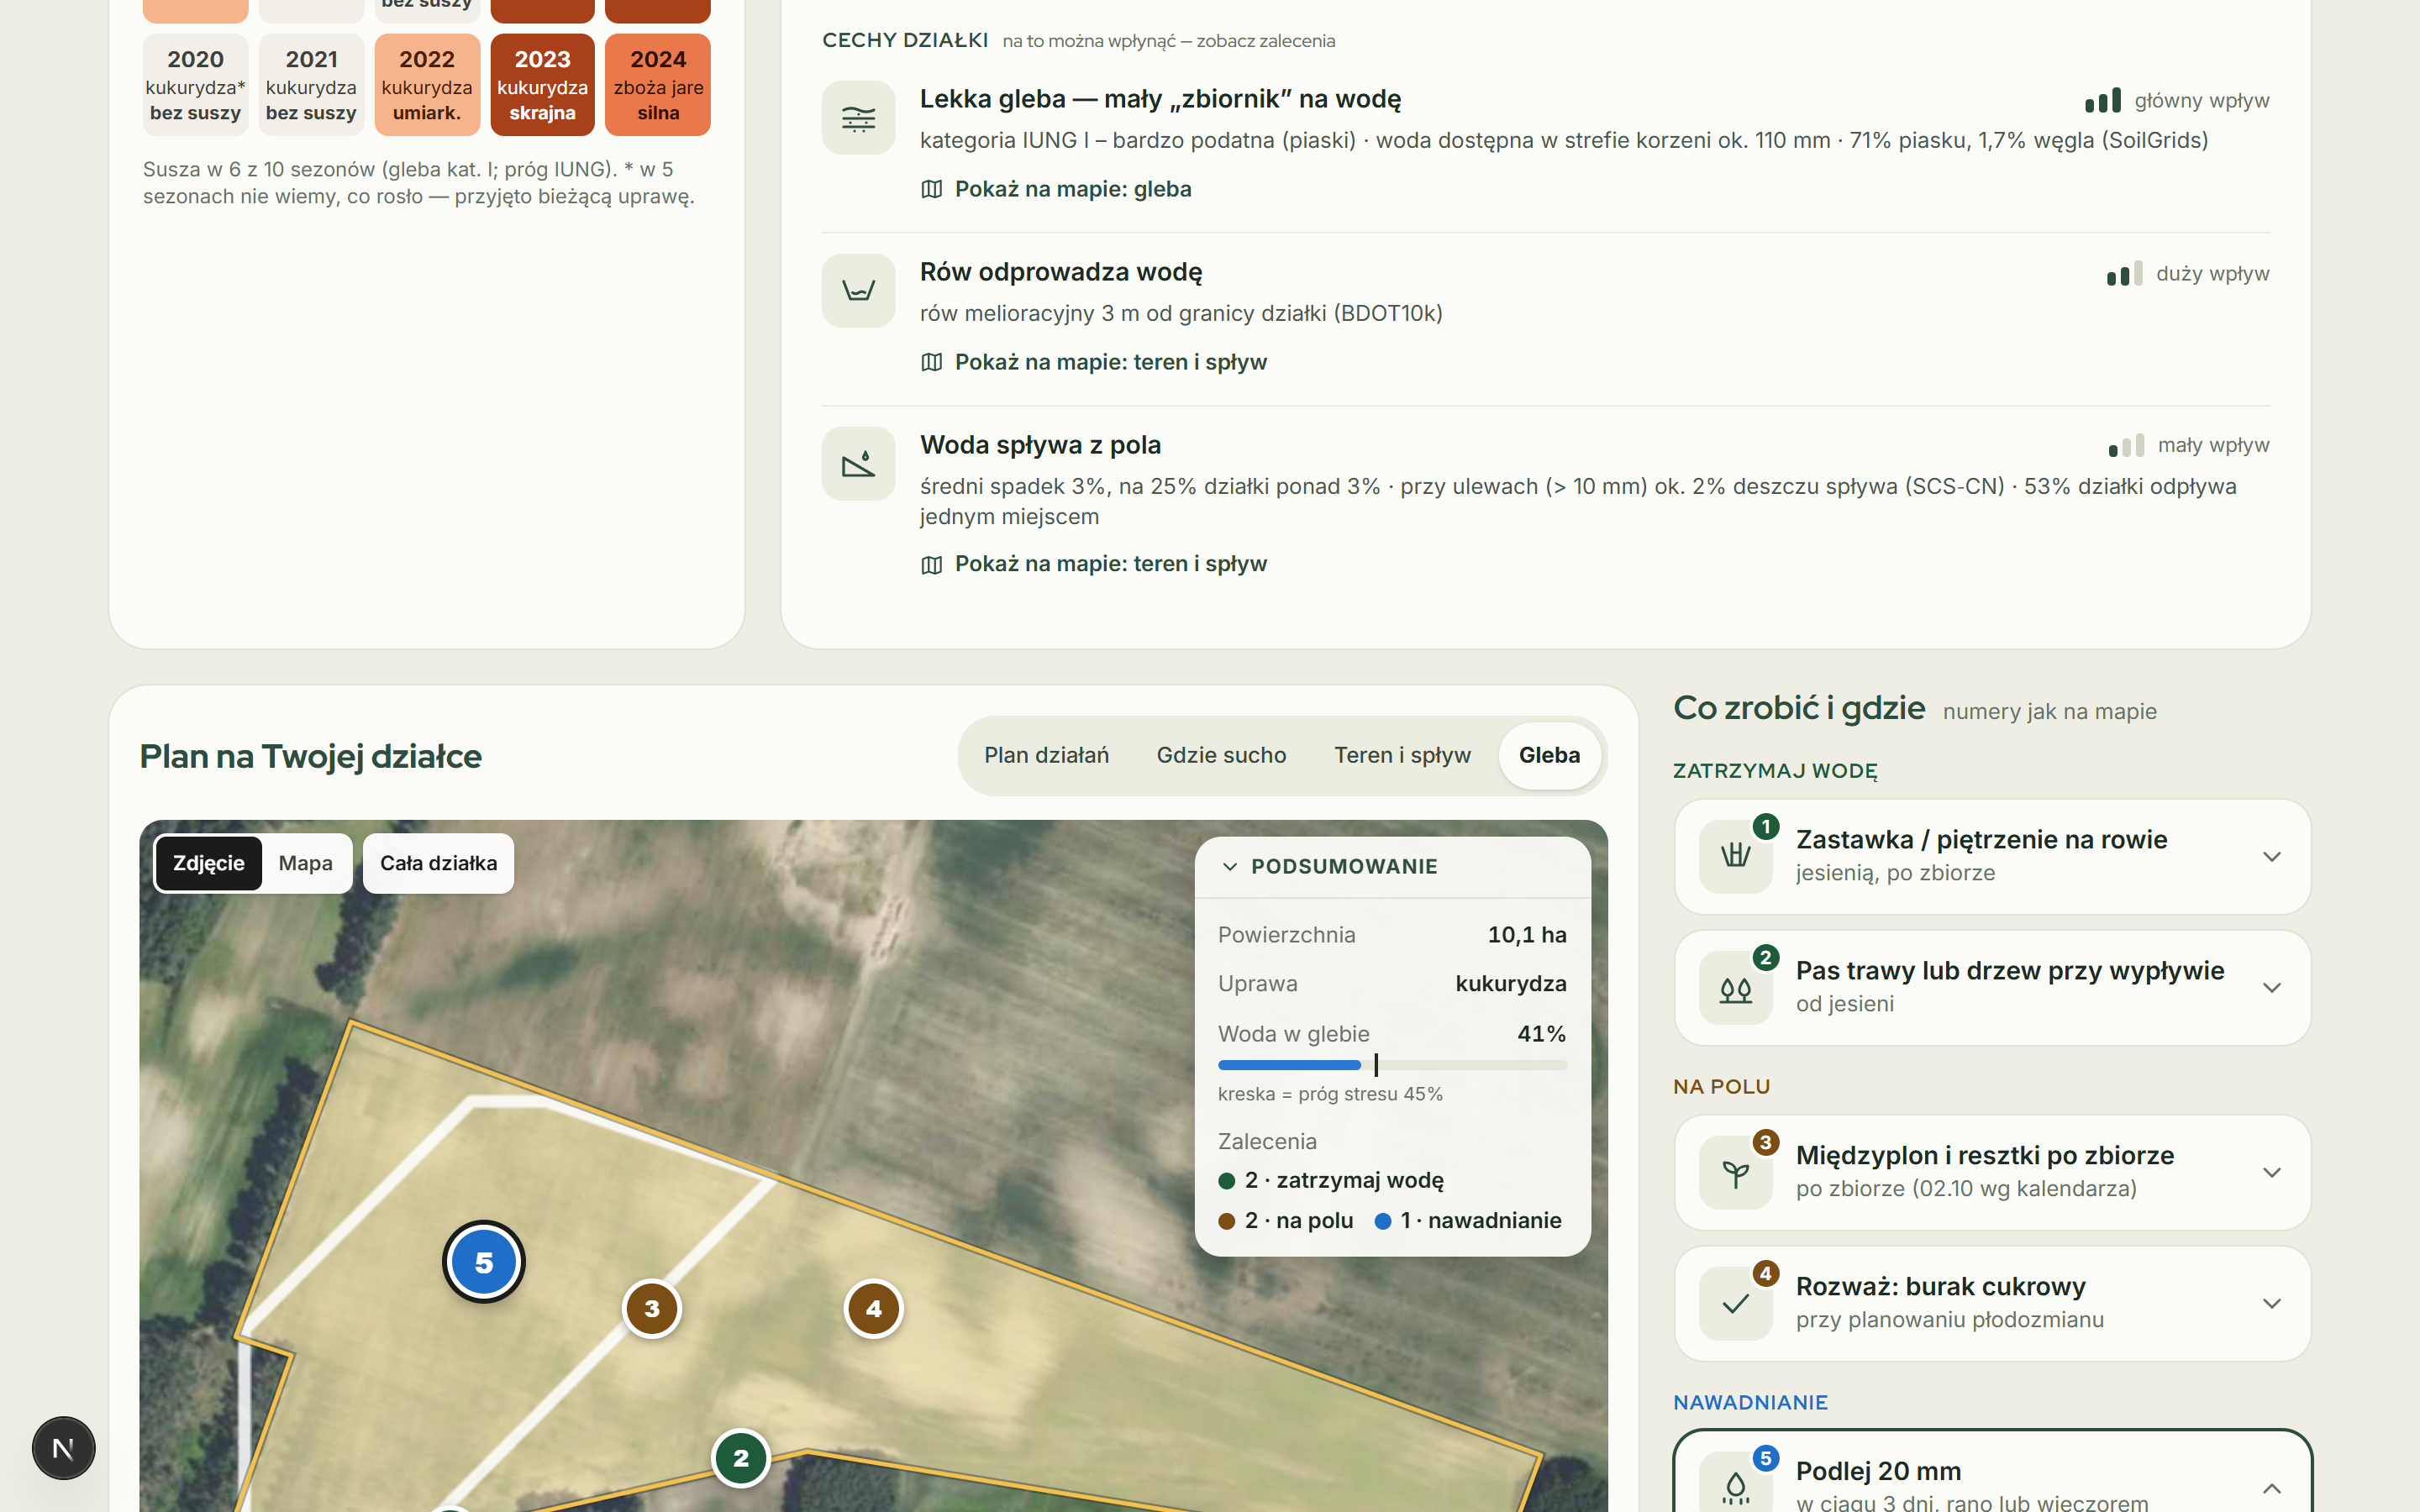 bez suszy
2020
kukurydza*
bez suszy
2021
kukurydza
bez suszy
2022
kukurydza
umiark.
2023
kukurydza
skrajna
2024
zboża jare
silna
Susza w 6 z 10 sezonów (gleba kat. I; próg IUNG). * w 5
sezonach nie wiemy, co rosło — przyjęto bieżącą uprawę.
CECHY DZIAŁKI na to można wpłynąć — zobacz zalecenia
Lekka gleba — mały „zbiornik” na wodę
główny wpływ
kategoria IUNG I – bardzo podatna (piaski) · woda dostępna w strefie korzeni ok. 110 mm · 71% piasku, 1,7% węgla (SoilGrids)
Pokaż na mapie: gleba
Rów odprowadza wodę
duży wpływ
rów melioracyjny 3 m od granicy działki (BDOT10k)
Pokaż na mapie: teren i spływ
Woda spływa z pola
mały wpływ
średni spadek 3%, na 25% działki ponad 3% · przy ulewach (> 10 mm) ok. 2% deszczu spływa (SCS-CN) · 53% działki odpływa
jednym miejscem
Pokaż na mapie: teren i spływ
Plan na Twojej działce
Plan działań
Gdzie sucho
Teren i spływ
Gleba
Zdjęcie
Mapa
Cała działka
PODSUMOWANIE
Powierzchnia 10,1 ha
Uprawa kukurydza
Woda w glebie 41%
kreska = próg stresu 45%
Zalecenia
2 · zatrzymaj wodę
2 · na polu
1 · nawadnianie
5
3
4
2
Co zrobić i gdzie numery jak na mapie
ZATRZYMAJ WODĘ
1
Zastawka / piętrzenie na rowie
jesienią, po zbiorze
2
Pas trawy lub drzew przy wypływie
od jesieni
NA POLU
3
Międzyplon i resztki po zbiorze
po zbiorze (02.10 wg kalendarza)
4
Rozważ: burak cukrowy
przy planowaniu płodozmianu
NAWADNIANIE
5
Podlej 20 mm
w ciągu 3 dni, rano lub wieczorem
N